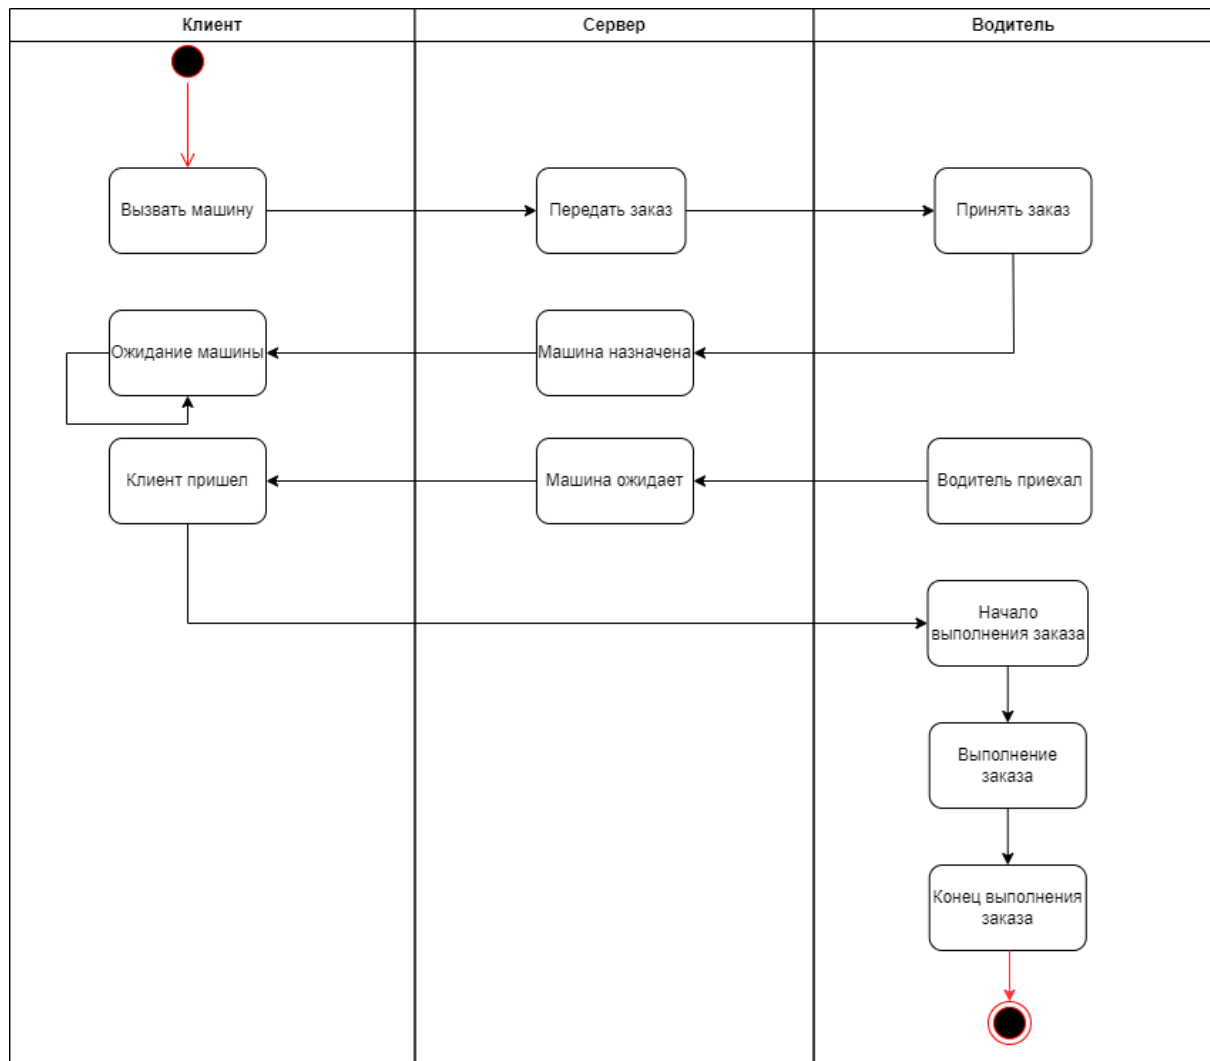 Клиент
Сервер
Водитель
Вызвать машину
Передать заказ
Принять заказ
Ожидание машины
Машина назначена
Клиент пришел
Машина ожидает
Водитель приехал
Начало
выполнения заказа
Выполнение
заказа
Конец выполнения
заказа